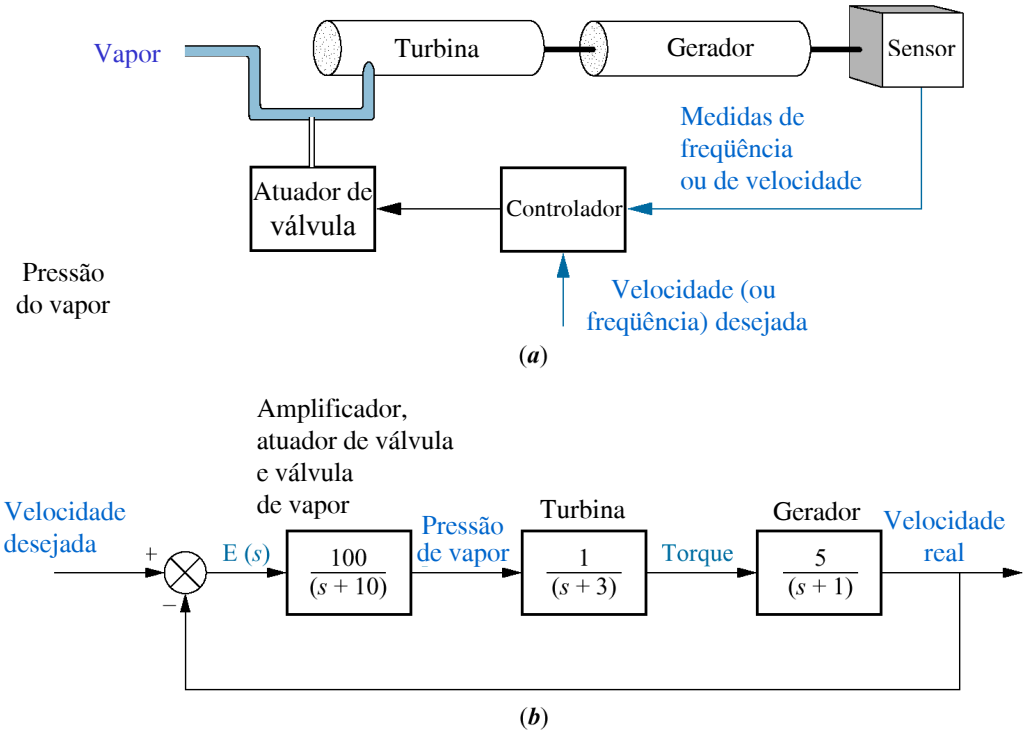 Vapor
Turbina
Gerador
Sensor
Medidas de
freqüência
ou de velocidade
Atuador de
válvula
Controlador
Pressão
do vapor
Velocidade (ou
freqüência) desejada
(a)
Amplificador,
atuador de válvula
e válvula
de vapor
Velocidade
desejada
+
−
E (s)
100
(s + 10)
Pressão
de vapor
Turbina
1
(s + 3)
Torque
Gerador
5
(s + 1)
Velocidade
real
(b)